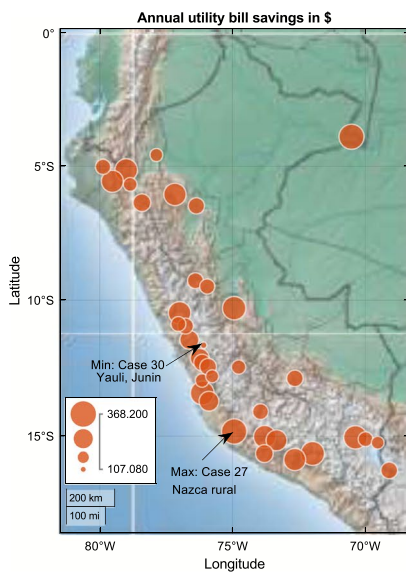 Annual utility bill savings in $
0°
5°S
10°S
15°S
Latitude
Min: Case 30
Yauli, Junin
Max: Case 27
Nazca rural
368.200
107.080
200 km
100 mi
80°W
75°W
70°W
Longitude